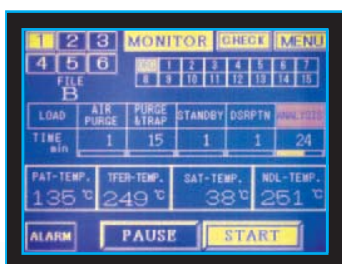 1 2 3 MONITOR CHECK MENU
4 5 6 1 2 3 4 5 6 7
FILE 8 9 10 11 12 13 14 15
B
LOAD AIR PURGE PURGE &TRAP STANDBY DSRPTN ANALYSIS
TIME min 1 15 1 1 24
PAT-TEMP. TFER-TEMP. SAT-TEMP. NDL-TEMP.
135 ℃ 249 ℃ 38 ℃ 251 ℃
ALARM PAUSE START